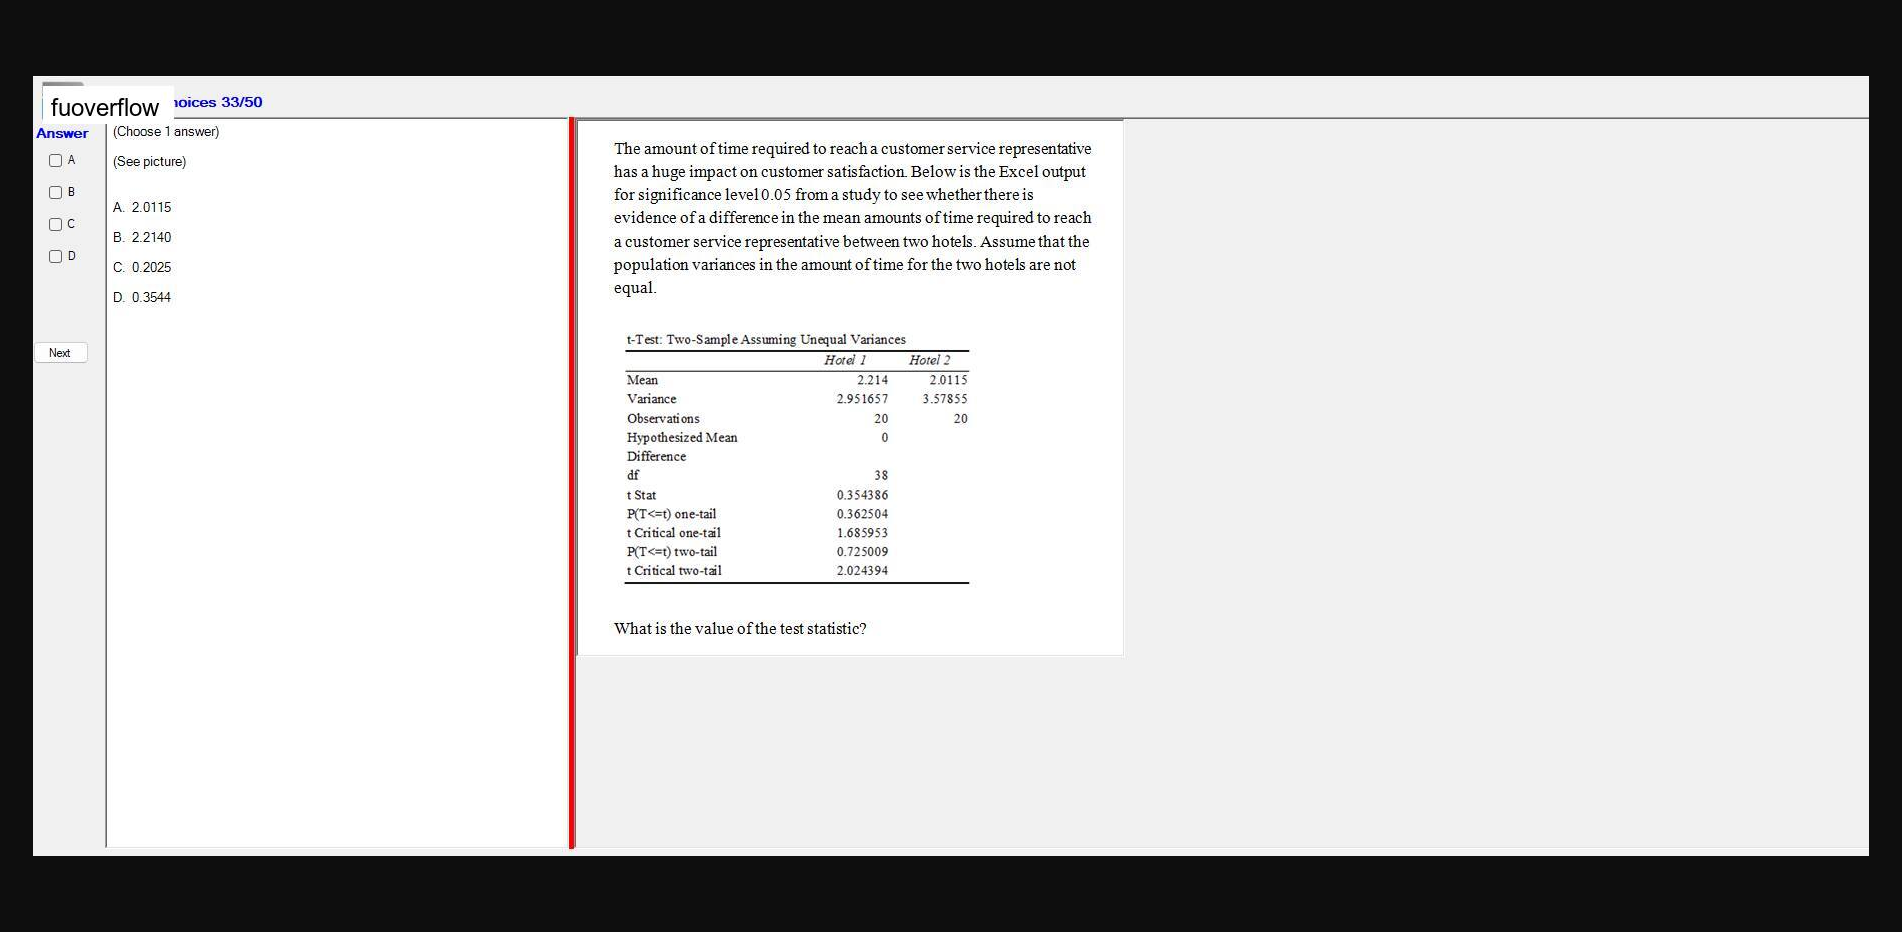 fuoverflow
hoices 33/50
Answer
(Choose 1 answer)
A
(See picture)
B
C
D
A. 2.0115
B. 2.2140
C. 0.2025
D. 0.3544
Next
The amount of time required to reach a customer service representative
has a huge impact on customer satisfaction. Below is the Excel output
for significance level 0.05 from a study to see whether there is
evidence of a difference in the mean amounts of time required to reach
a customer service representative between two hotels. Assume that the
population variances in the amount of time for the two hotels are not
equal.
t-Test: Two-Sample Assuming Unequal Variances
Hotel 1 Hotel 2
Mean 2.214 2.0115
Variance 2.951657 3.57855
Observations 20 20
Hypothesized Mean 0
Difference
df 38
t Stat 0.354386
P(T<=t) one-tail 0.362504
t Critical one-tail 1.685953
P(T<=t) two-tail 0.725009
t Critical two-tail 2.024394
What is the value of the test statistic?